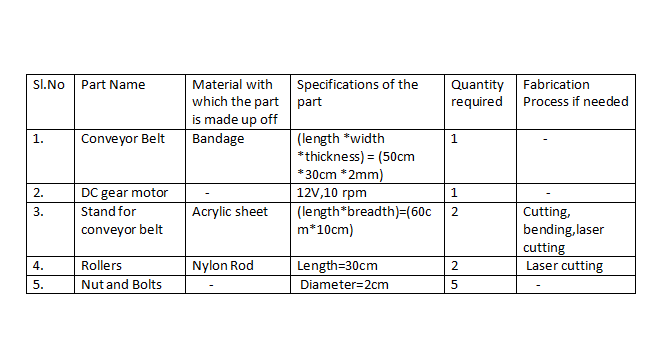 Sl.No Part Name Material with which the part is made up off Specifications of the part Quantity required Fabrication Process if needed
1. Conveyor Belt Bandage (length *width *thickness) = (50cm *30cm *2mm) 1 -
2. DC gear motor - 12V,10 rpm 1 -
3. Stand for conveyor belt Acrylic sheet (length*breadth)=(60c m*10cm) 2 Cutting, bending,laser cutting
4. Rollers Nylon Rod Length=30cm 2 Laser cutting
5. Nut and Bolts - Diameter=2cm 5 -